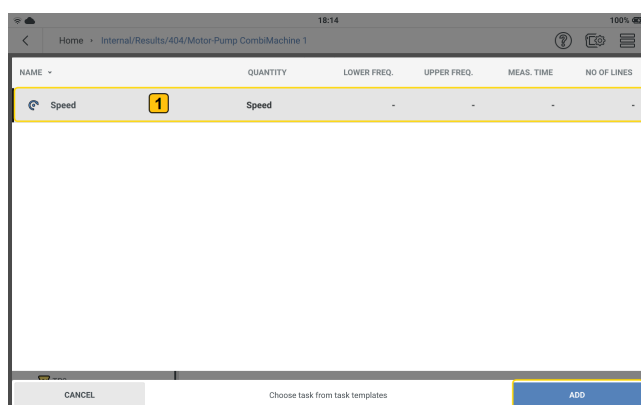 18:14 100%
Home › Internal/Results/404/Motor-Pump CombiMachine 1
NAME QUANTITY LOWER FREQ. UPPER FREQ. MEAS. TIME NO OF LINES
Speed 1 Speed - - - -
CANCEL Choose task from task templates ADD